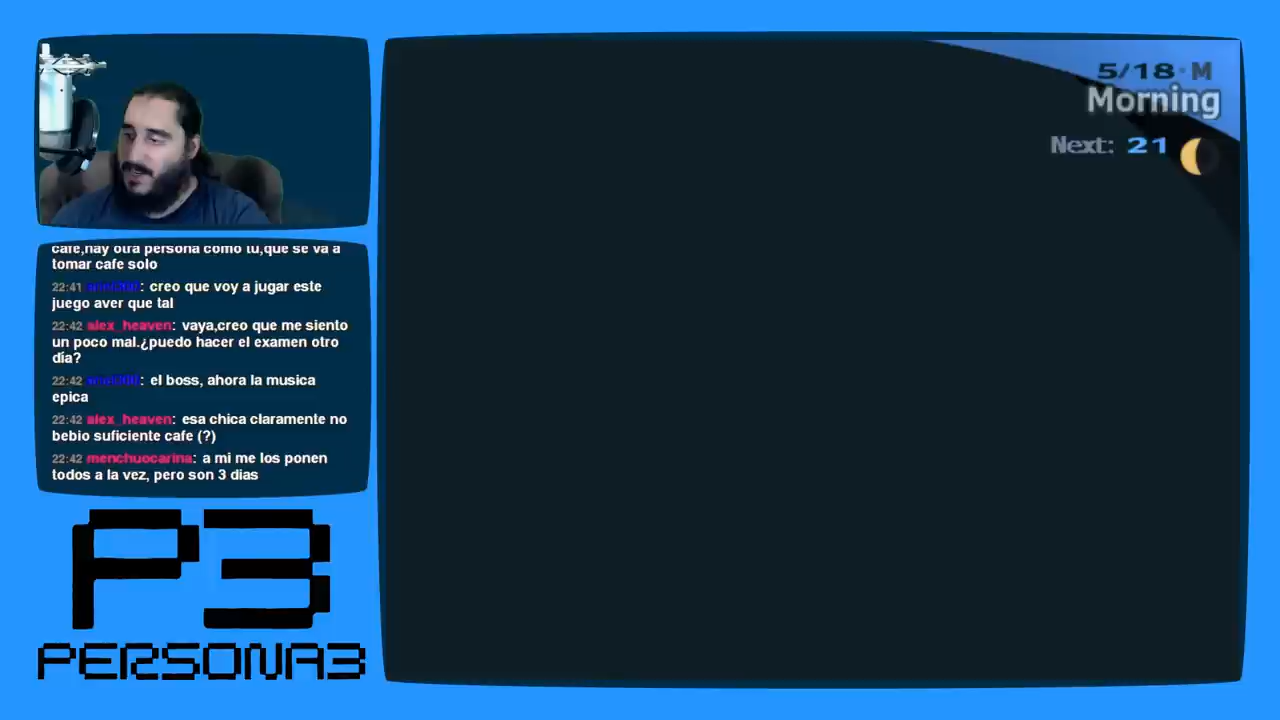 5/18·M
Morning
Next: 21
cafe,hay otra persona como tu,que se va a
tomar cafe solo
22:41 : creo que voy a jugar este
juego aver que tal
22:42 alex_heaven: vaya,creo que me siento
un poco mal.¿puedo hacer el examen otro
día?
22:42 : el boss, ahora la musica
epica
22:42 alex_heaven: esa chica claramente no
bebio suficiente cafe (?)
22:42 menchuocarina: a mi me los ponen
todos a la vez, pero son 3 dias
P3
PERSONA3